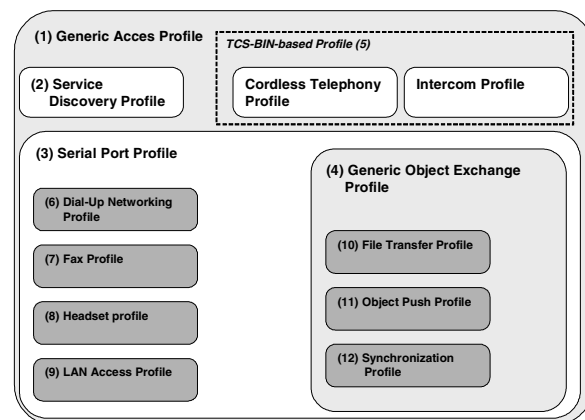 (1) Generic Acces Profile
TCS-BIN-based Profile (5)
(2) Service
Discovery Profile
Cordless Telephony
Profile
Intercom Profile
(3) Serial Port Profile
(4) Generic Object Exchange
Profile
(6) Dial-Up Networking
Profile
(7) Fax Profile
(8) Headset profile
(9) LAN Access Profile
(10) File Transfer Profile
(11) Object Push Profile
(12) Synchronization
Profile